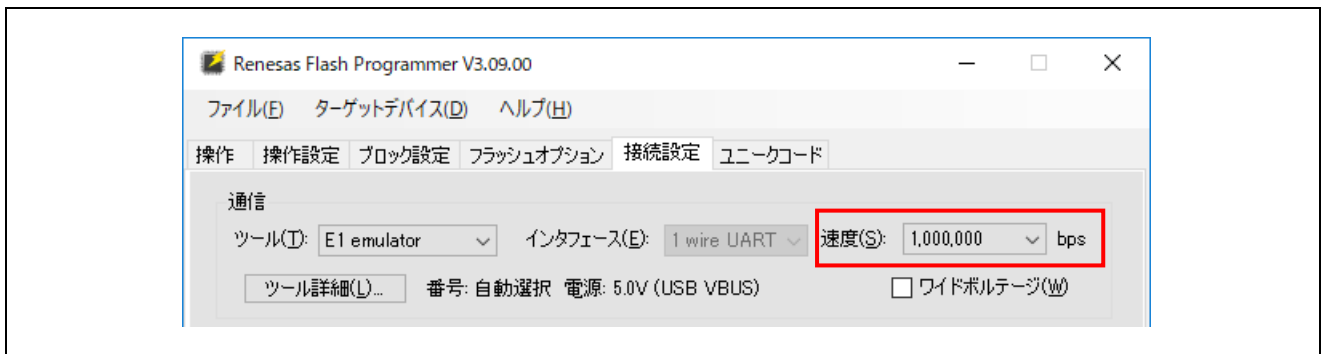 Renesas Flash Programmer V3.09.00
ファイル(F) ターゲットデバイス(D) ヘルプ(H)
操作 操作設定 ブロック設定 フラッシュオプション 接続設定 ユニークコード
通信
ツール(T): E1 emulator インタフェース(E): 1 wire UART 速度(S): 1,000,000 bps
ツール詳細(L)... 番号: 自動選択 電源: 5.0V (USB VBUS) ワイドボルテージ(W)